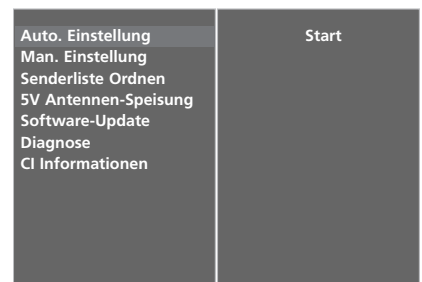 Auto. Einstellung
Start
Man. Einstellung
Senderliste Ordnen
5V Antennen-Speisung
Software-Update
Diagnose
CI Informationen